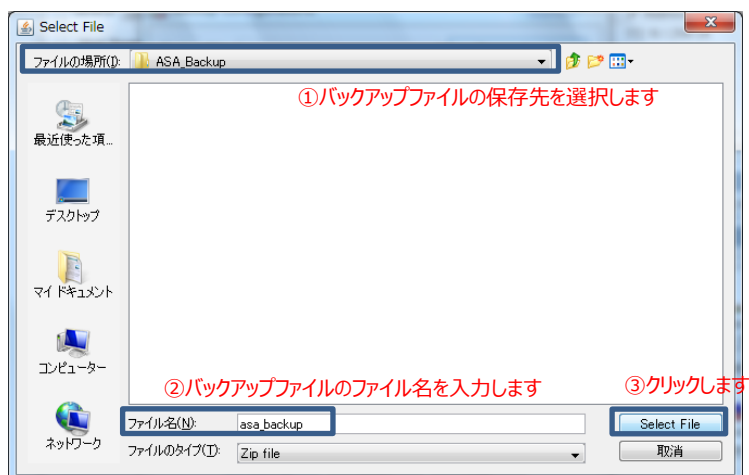 Select File
ファイルの場所(I): ASA_Backup
①バックアップファイルの保存先を選択します
最近使った項...
デスクトップ
マイ ドキュメント
コンピューター
②バックアップファイルのファイル名を入力します
③クリックします
ネットワーク
ファイル名(N): asa_backup
Select File
ファイルのタイプ(T): Zip file
取消